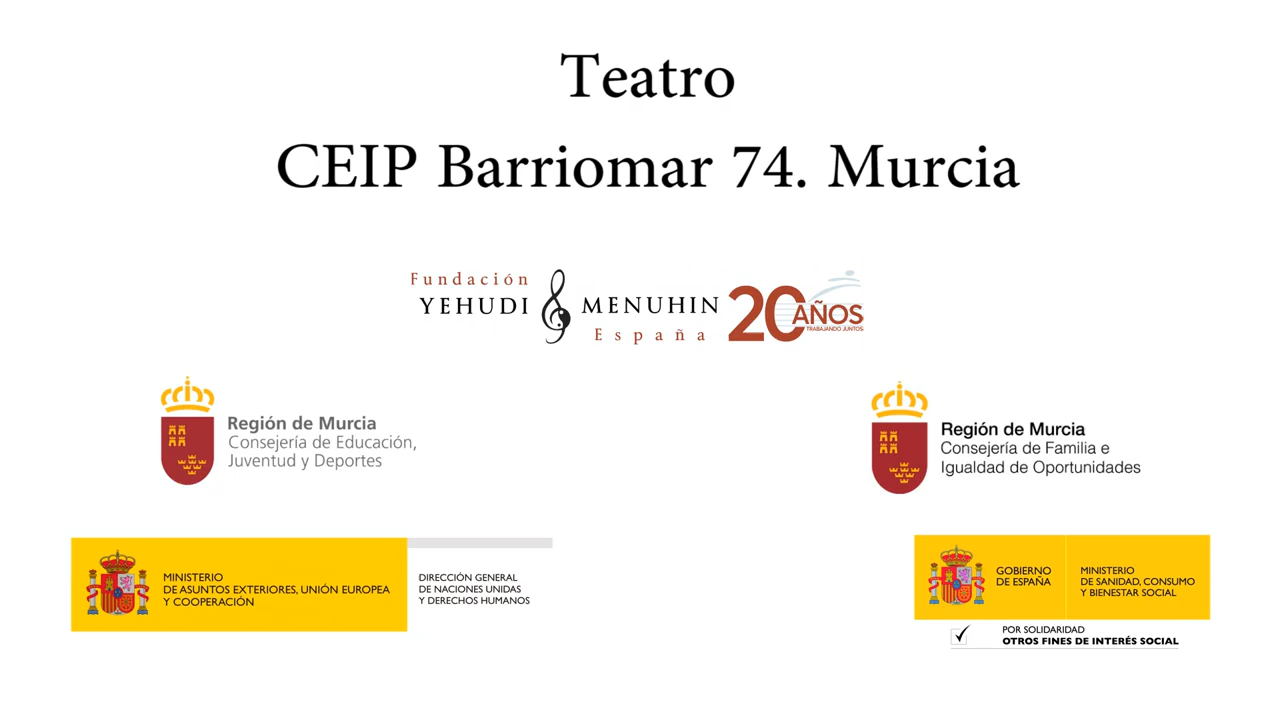 Teatro
CEIP Barriomar 74. Murcia
Fundación
YEHUDI MENUHIN
España
20 AÑOS
TRABAJANDO JUNTOS
Región de Murcia
Consejería de Educación,
Juventud y Deportes
Región de Murcia
Consejería de Familia e
Igualdad de Oportunidades
MINISTERIO
DE ASUNTOS EXTERIORES, UNIÓN EUROPEA
Y COOPERACIÓN
DIRECCIÓN GENERAL
DE NACIONES UNIDAS
Y DERECHOS HUMANOS
GOBIERNO
DE ESPAÑA
MINISTERIO
DE SANIDAD, CONSUMO
Y BIENESTAR SOCIAL
POR SOLIDARIDAD
OTROS FINES DE INTERÉS SOCIAL